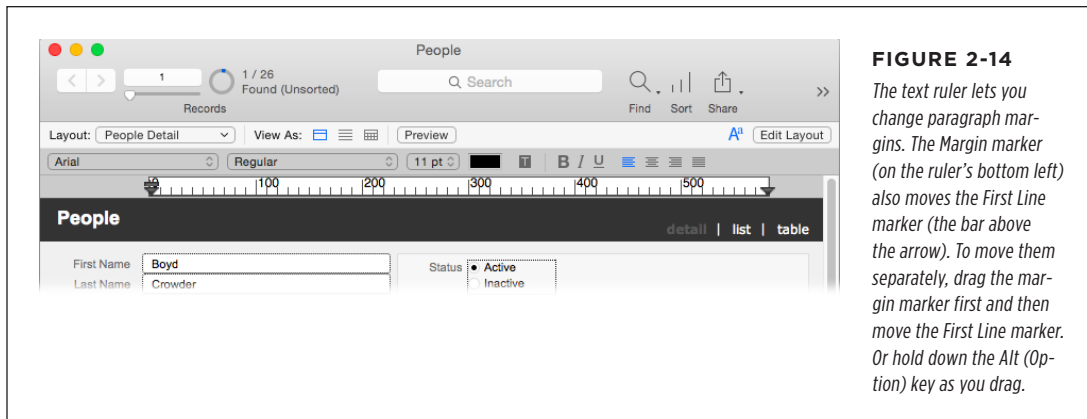 People
1
1 / 26
Found (Unsorted)
Search
Records
Find Sort Share
Layout: People Detail View As: Preview Aa Edit Layout
Arial Regular 11 pt T B I U
0 100 200 300 400 500
People
detail | list | table
First Name Boyd
Last Name Crowder
Status Active
Inactive
FIGURE 2-14
The text ruler lets you
change paragraph mar-
gins. The Margin marker
(on the ruler’s bottom left)
also moves the First Line
marker (the bar above
the arrow). To move them
separately, drag the mar-
gin marker first and then
move the First Line marker.
Or hold down the Alt (Op-
tion) key as you drag.